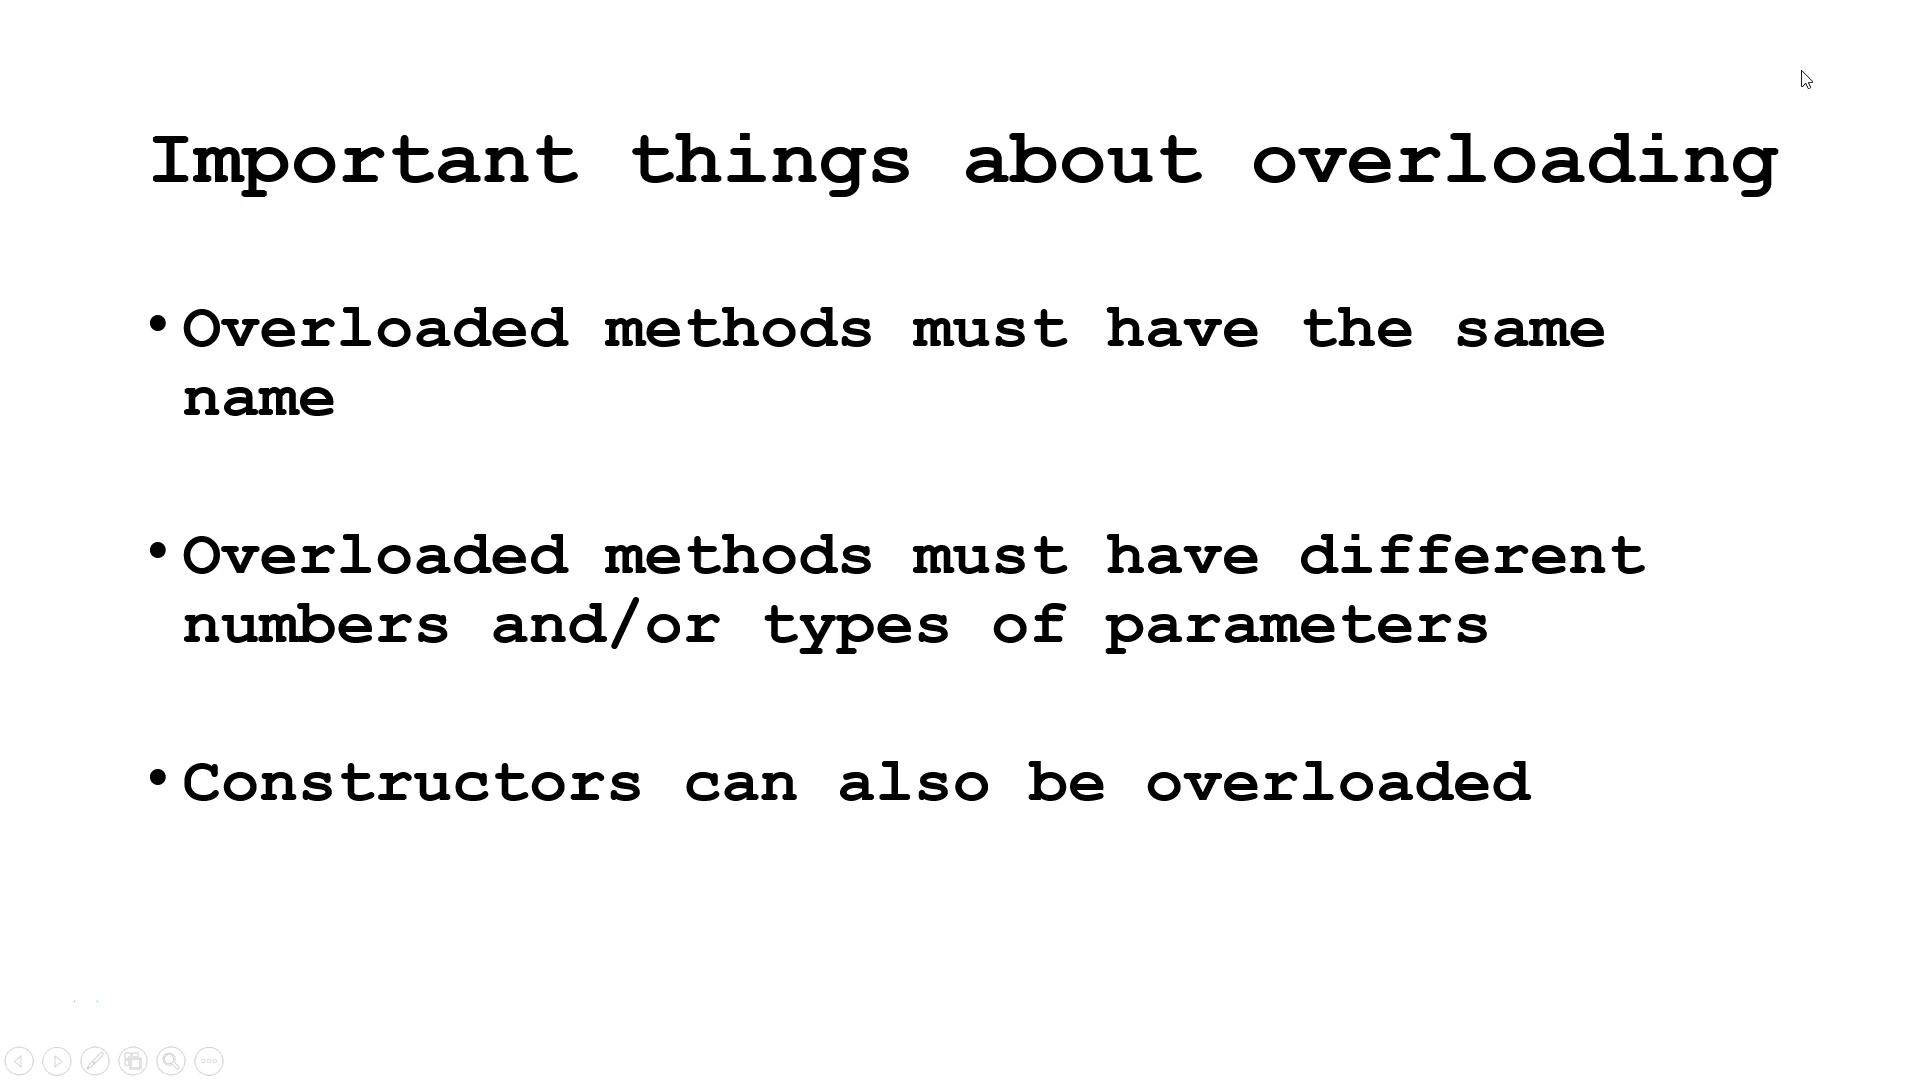 Important things about overloading
• Overloaded methods must have the same
name
• Overloaded methods must have different
numbers and/or types of parameters
• Constructors can also be overloaded